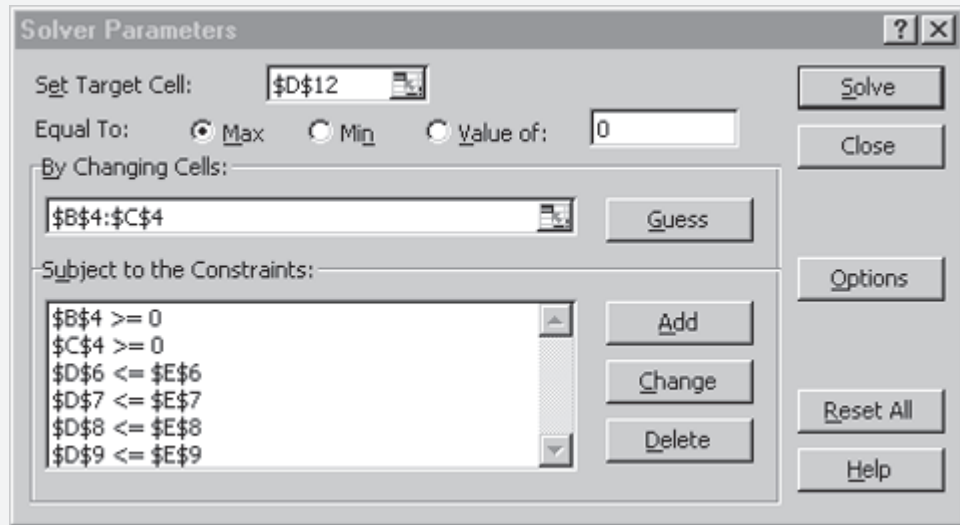 Solver Parameters
Set Target Cell: $D$12 Solve
Equal To: Max Min Value of: 0 Close
By Changing Cells:
$B$4:$C$4 Guess
Subject to the Constraints: Options
$B$4 >= 0 Add
$C$4 >= 0
$D$6 <= $E$6 Change
$D$7 <= $E$7 Reset All
$D$8 <= $E$8 Delete
$D$9 <= $E$9 Help